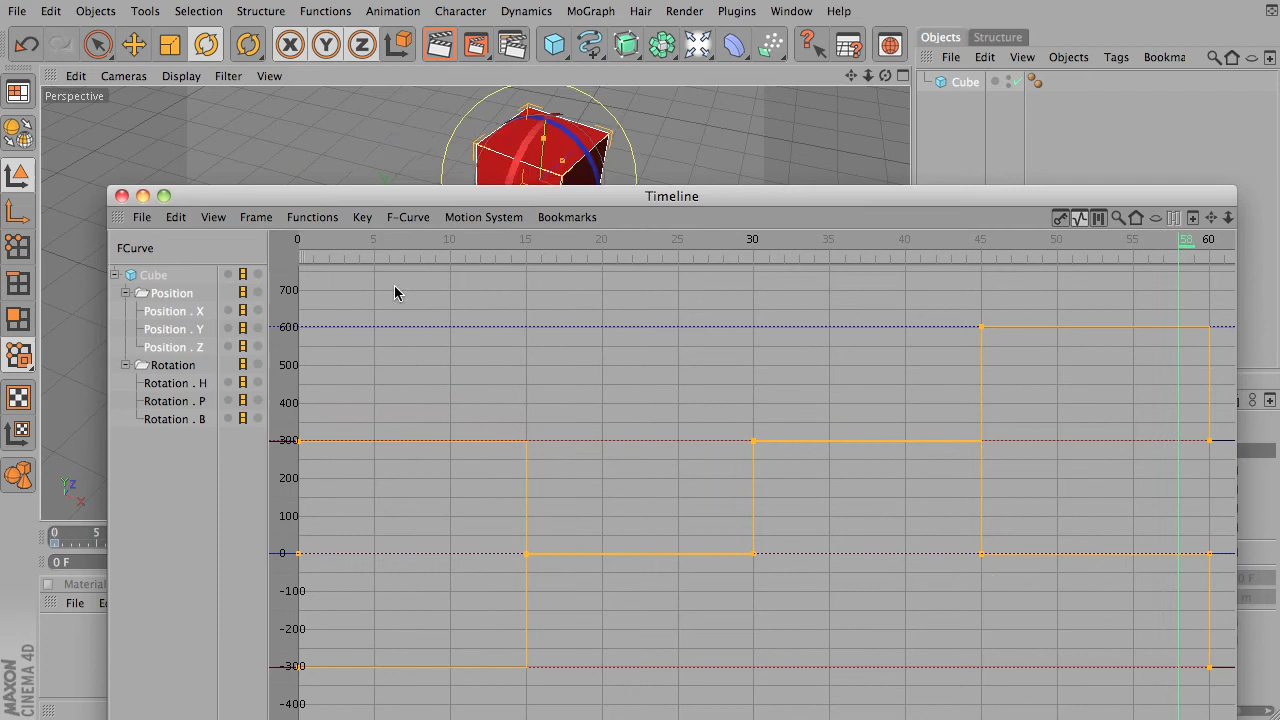 File Edit Objects Tools Selection Structure Functions Animation Character Dynamics MoGraph Hair Render Plugins Window Help
Objects Structure
File Edit View Objects Tags Bookma
Cube
Edit Cameras Display Filter View
Perspective
Timeline
File Edit View Frame Functions Key F-Curve Motion System Bookmarks
FCurve
0 5 10 15 20 25 30 35 40 45 50 55 58 60
Cube
Position
Position . X
Position . Y
Position . Z
Rotation
Rotation . H
Rotation . P
Rotation . B
700
600
500
400
300
200
100
0
-100
-200
-300
-400
Y Z
X
0 5
0 F
Material
File
MAXON
CINEMA 4D